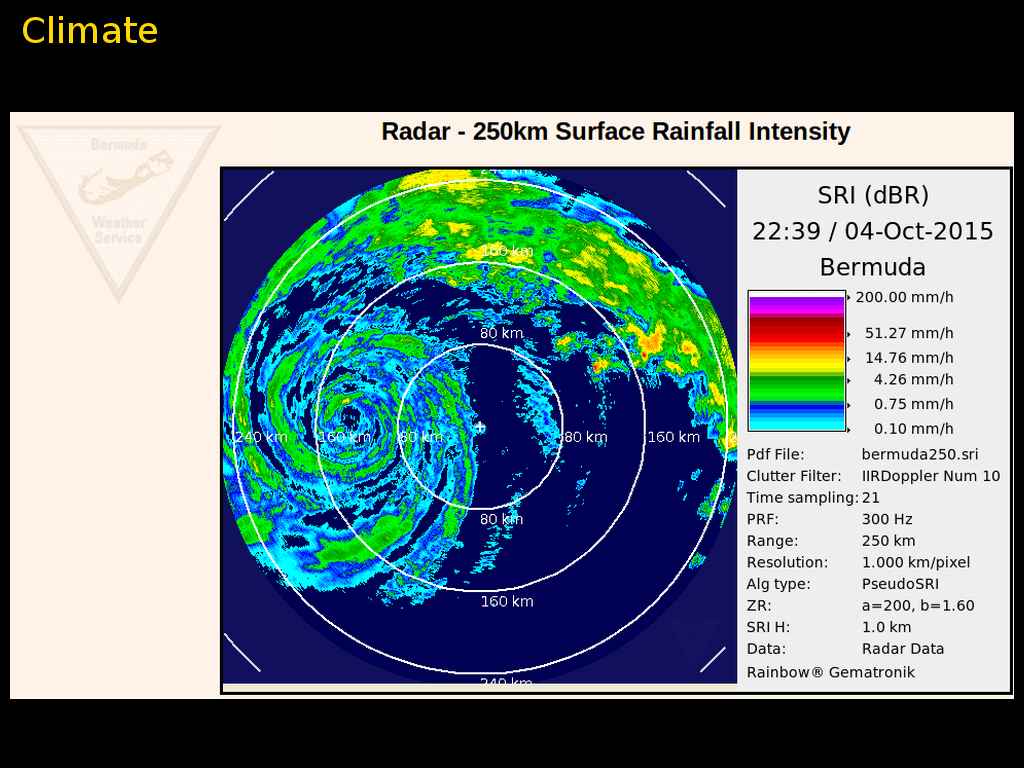 Climate
Radar - 250km Surface Rainfall Intensity
Bermuda
Weather
Service
200 km
80 km
240 km
160 km
80 km
80 km
160 km
80 km
160 km
240 km
SRI (dBR)
22:39 / 04-Oct-2015
Bermuda
200.00 mm/h
51.27 mm/h
14.76 mm/h
4.26 mm/h
0.75 mm/h
0.10 mm/h
Pdf File: bermuda250.sri
Clutter Filter: IIRDoppler Num 10
Time sampling: 21
PRF: 300 Hz
Range: 250 km
Resolution: 1.000 km/pixel
Alg type: PseudoSRI
ZR: a=200, b=1.60
SRI H: 1.0 km
Data: Radar Data
Rainbow® Gematronik